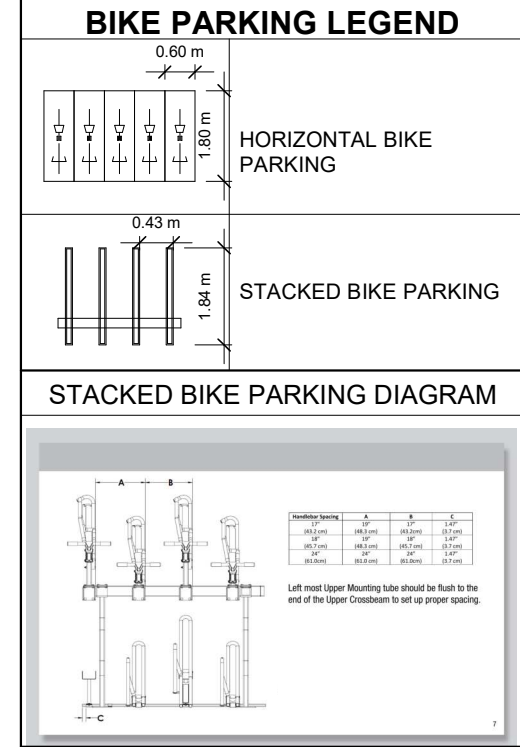 BIKE PARKING LEGEND
0.60 m
1.80 m
HORIZONTAL BIKE
PARKING
0.43 m
1.84 m
STACKED BIKE PARKING
STACKED BIKE PARKING DIAGRAM
A B
Handlebar Spacing A B C
17" 19" 17" 1.47"
(43.2 cm) (48.3 cm) (43.2cm) (3.7 cm)
18" 19" 18" 1.47"
(45.7 cm) (48.3 cm) (45.7 cm) (3.7 cm)
24" 24" 24" 1.47"
(61.0cm) (61.0 cm) (61.0cm) (3.7 cm)
Left most Upper Mounting tube should be flush to the
end of the Upper Crossbeam to set up proper spacing.
C
7